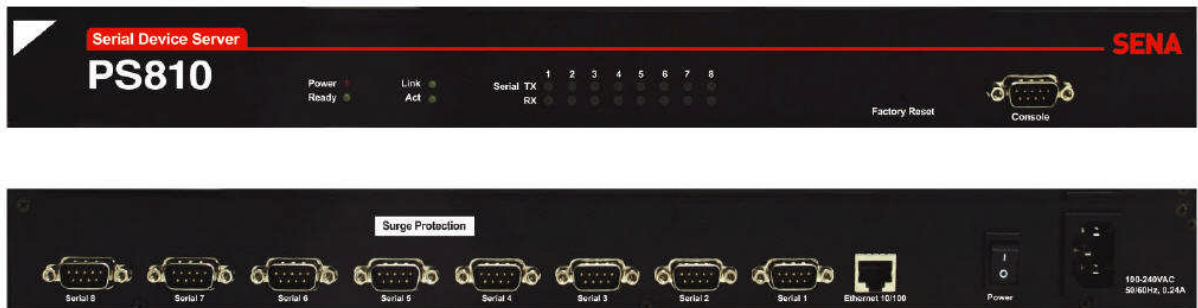 Serial Device Server
SENA
PS810
Power
Ready
Link
Act
1 2 3 4 5 6 7 8
Serial TX
RX
Factory Reset
Console
Surge Protection
Serial 8
Serial 7
Serial 6
Serial 5
Serial 4
Serial 3
Serial 2
Serial 1
Ethernet 10/100
Power
100-240VAC
50/60Hz, 0.24A